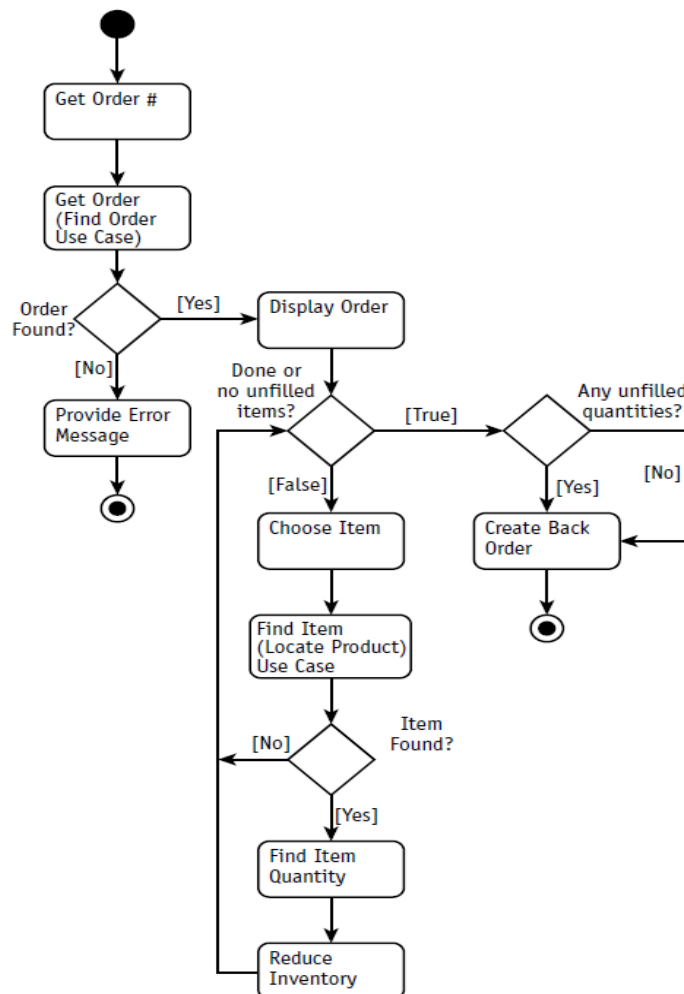 Get Order #
Get Order
(Find Order
Use Case)
Order
Found?
[Yes]
[No]
Provide Error
Message
Display Order
Done or
no unfilled
items?
[True]
[False]
Any unfilled
quantities?
[No]
[Yes]
Create Back
Order
Choose Item
Find Item
(Locate Product)
Use Case
Item
Found?
[No]
[Yes]
Find Item
Quantity
Reduce
Inventory